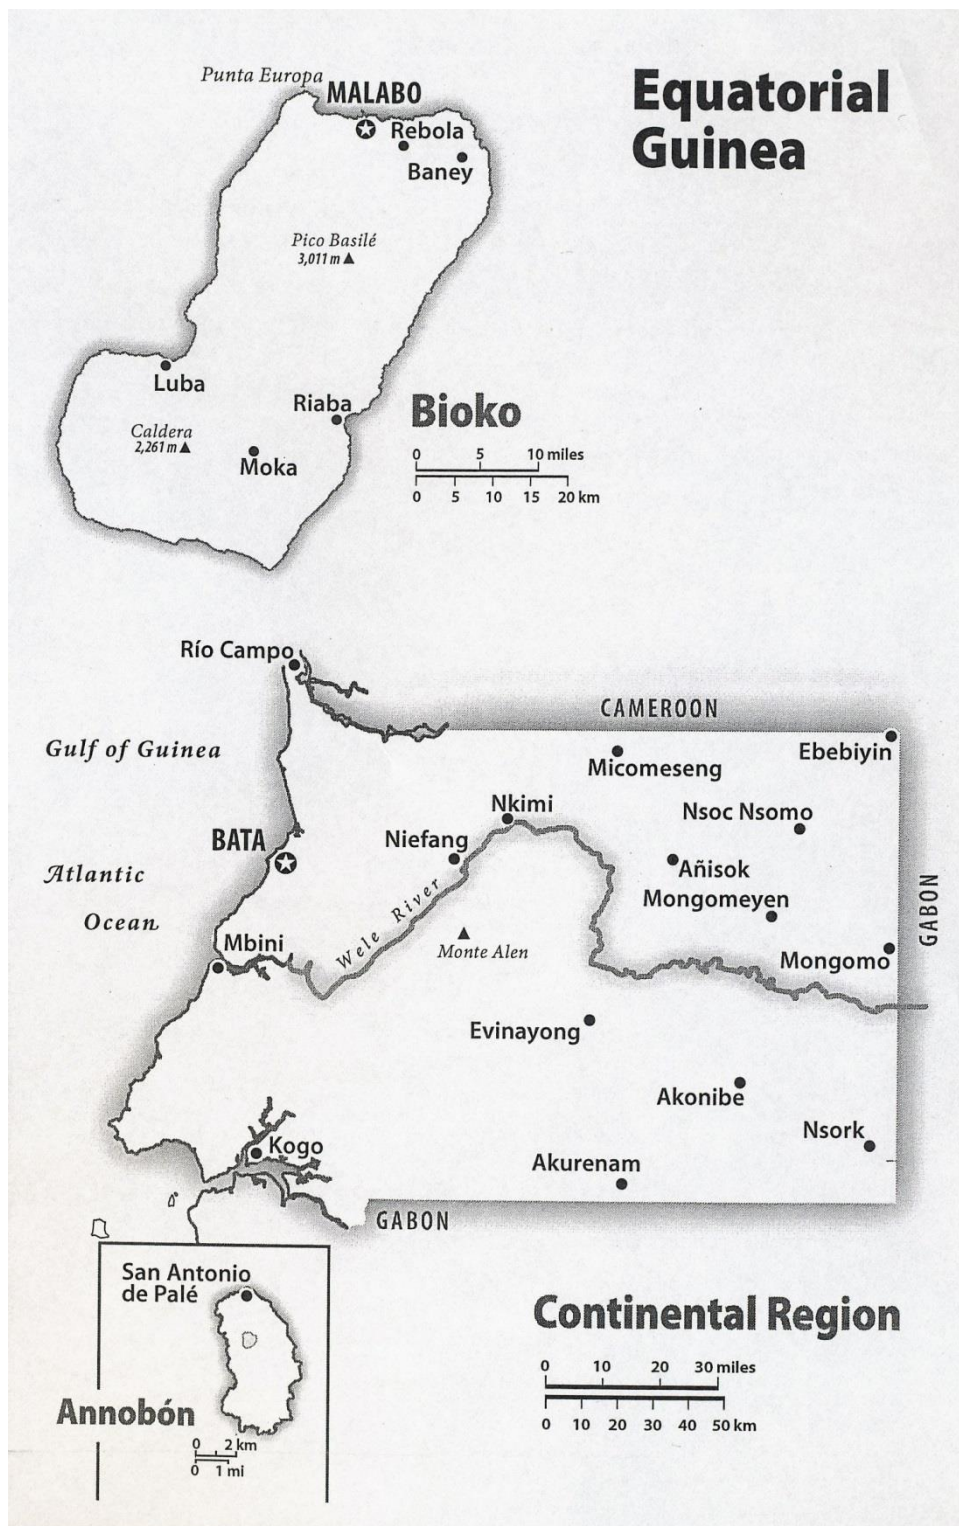 Equatorial
Guinea
Punta Europa
MALABO
Rebola
Baney
Pico Basilé
3,011 m
Luba
Riaba
Caldera
2,261 m
Moka
Bioko
0 5 10 miles
0 5 10 15 20 km
Río Campo
CAMEROON
Gulf of Guinea
Ebebiyin
Micomeseng
Nkimi
Nsoc Nsomo
BATA
Niefang
Añisok
Atlantic
Ocean
Mongomeyen
GABON
Wele River
Mbini
Monte Alen
Mongomo
Evinayong
Akonibe
Nsork
Kogo
Akurenam
GABON
San Antonio
de Palé
Annobón
0 2 km
0 1 mi
Continental Region
0 10 20 30 miles
0 10 20 30 40 50 km